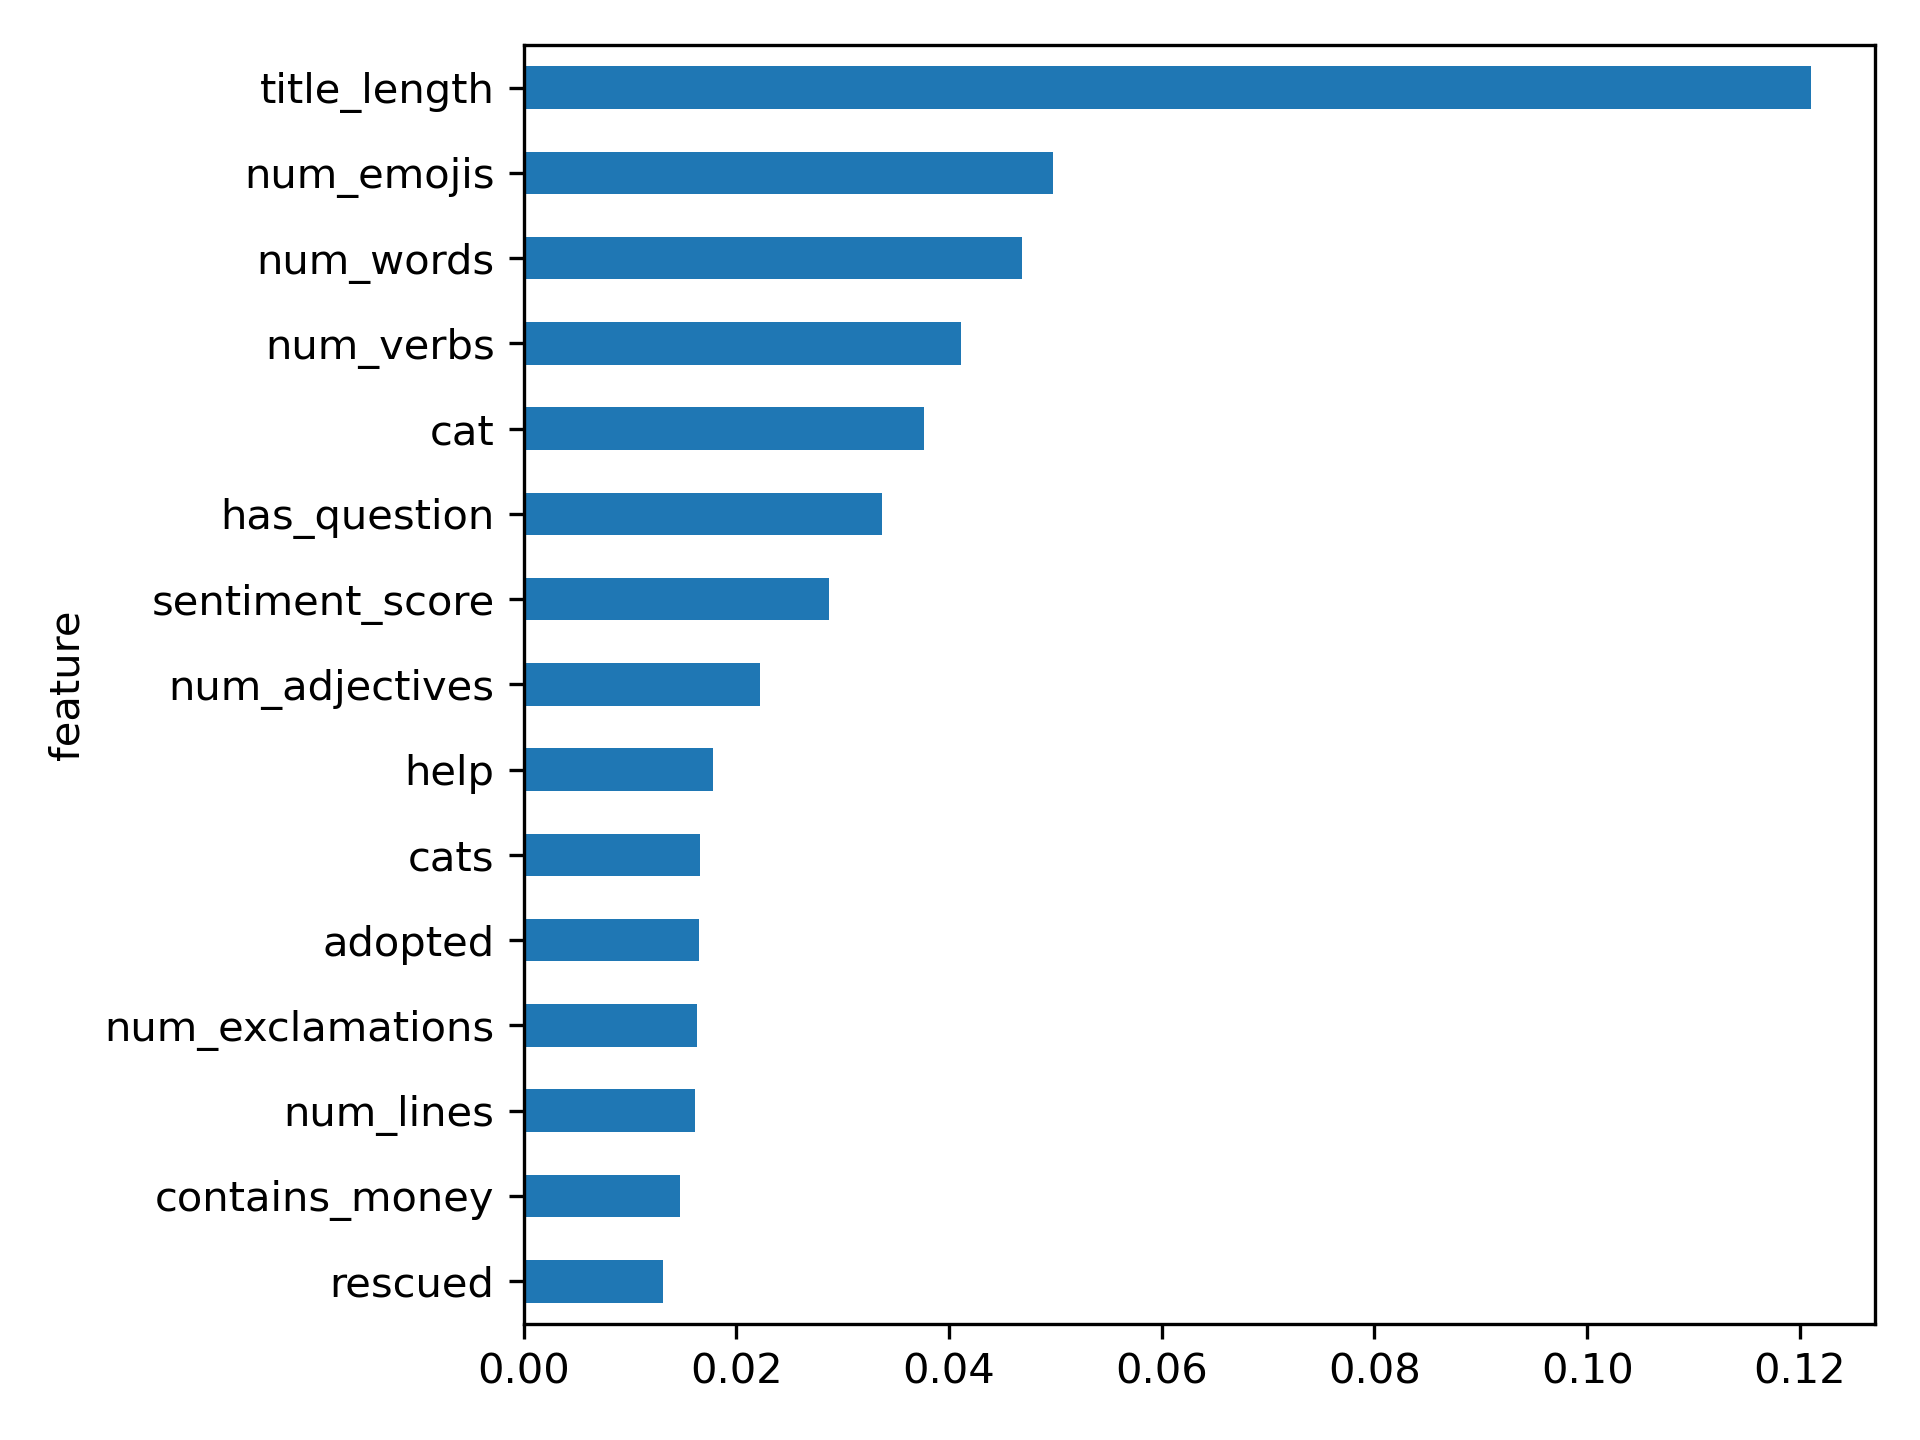 title_length
num_emojis
num_words
num_verbs
cat
has_question
sentiment_score
num_adjectives
help
cats
adopted
num_exclamations
num_lines
contains_money
rescued
feature
0.00 0.02 0.04 0.06 0.08 0.10 0.12